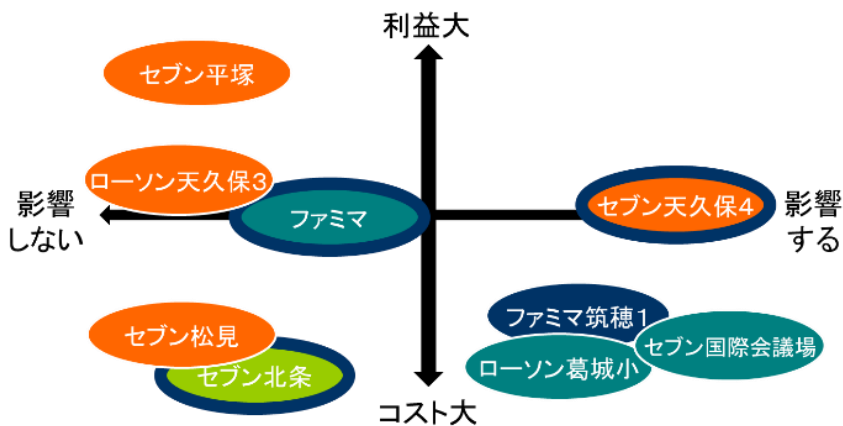 利益大
セブン平塚
ローソン天久保3
影響
しない
ファミマ
セブン天久保4
影響
する
セブン松見
セブン北条
ファミマ筑穂1
セブン国際会議場
ローソン葛城小
コスト大